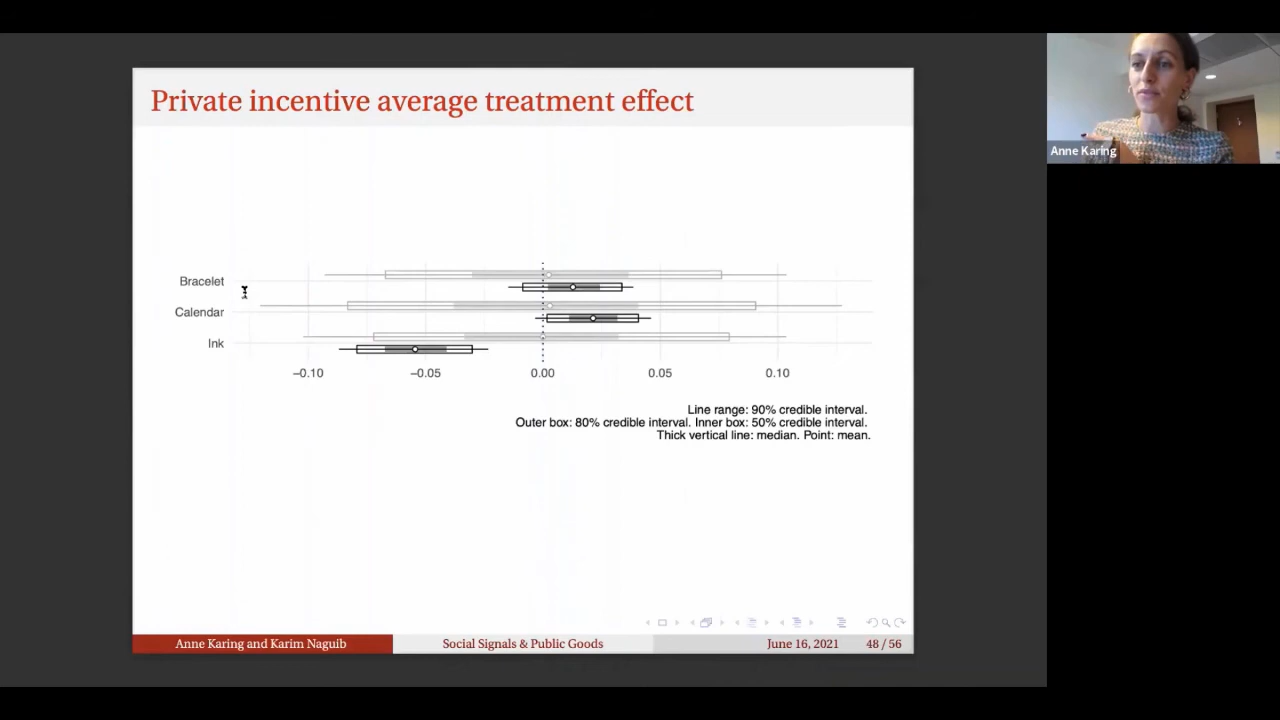 Private incentive average treatment effect
Anne Karing
Bracelet
Calendar
Ink
−0.10
−0.05
0.00
0.05
0.10
Line range: 90% credible interval.
Outer box: 80% credible interval. Inner box: 50% credible interval.
Thick vertical line: median. Point: mean.
Anne Karing and Karim Naguib
Social Signals & Public Goods
June 16, 2021
48 / 56